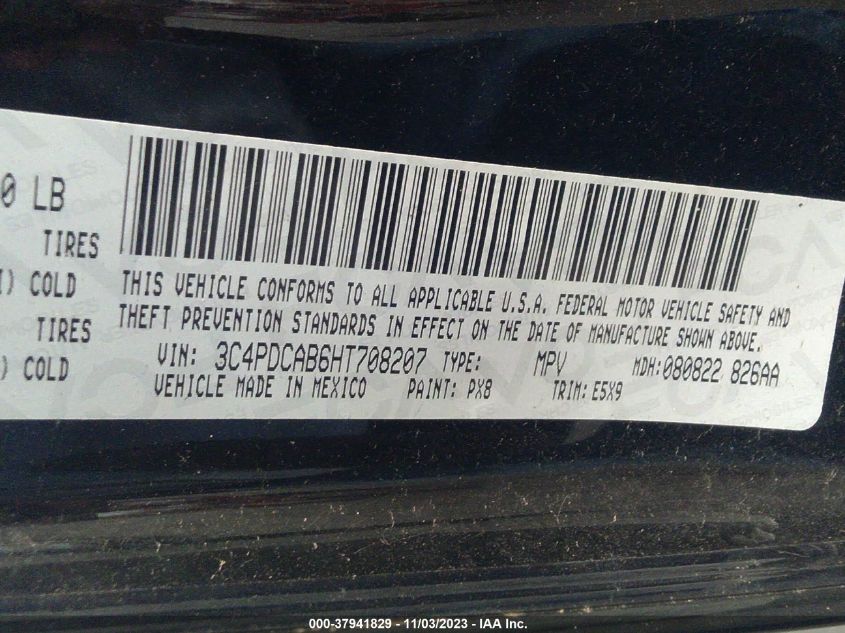 0 LB
TIRES
) COLD
TIRES
) COLD
THIS VEHICLE CONFORMS TO ALL APPLICABLE U.S.A. FEDERAL MOTOR VEHICLE SAFETY AND
THEFT PREVENTION STANDARDS IN EFFECT ON THE DATE OF MANUFACTURE SHOWN ABOVE.
VIN: 3C4PDCAB6HT708207 TYPE: MPV MDH:080822 826AA
VEHICLE MADE IN MEXICO PAINT: PX8 TRIM: E5X9
000-37941829 - 11/03/2023 - IAA Inc.